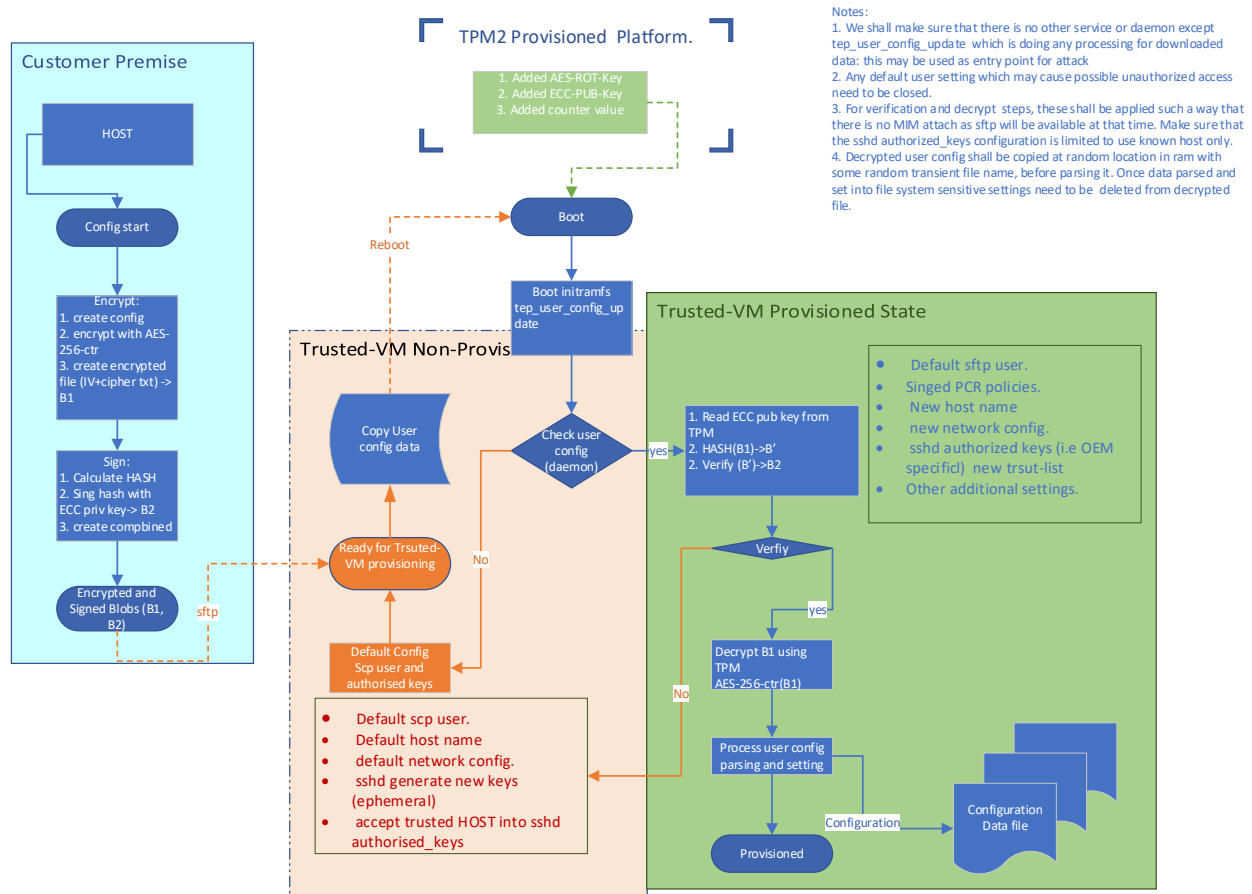 Notes:
1. We shall make sure that there is no other service or daemon except
tep_user_config_update which is doing any processing for downloaded
data: this may be used as entry point for attack
2. Any default user setting which may cause possible unauthorized access
need to be closed.
3. For verification and decrypt steps, these shall be applied such a way that
there is no MIM attach as sftp will be available at that time. Make sure that
the sshd authorized_keys configuration is limited to use known host only.
4. Decrypted user config shall be copied at random location in ram with
some random transient file name, before parsing it. Once data parsed and
set into file system sensitive settings need to be deleted from decrypted
file.
TPM2 Provisioned Platform.
1. Added AES-ROT-Key
2. Added ECC-PUB-Key
3. Added counter value
Customer Premise
HOST
Config start
Encrypt:
1. create config
2. encrypt with AES-
256-ctr
3. create encrypted
file (IV+cipher txt) ->
B1
Sign:
1. Calculate HASH
2. Sing hash with
ECC priv key-> B2
3. create compbined
Encrypted and
Signed Blobs (B1,
B2)
sftp
Boot
Reboot
Boot initramfs
tep_user_config_up
date
Trusted-VM Non-Provis
Copy User
config data
Check user
config
(daemon)
yes
No
Ready for Trsuted-
VM provisioning
Default Config
Scp user and
authorised keys
• Default scp user.
• Default host name
• default network config.
• sshd generate new keys
(ephemeral)
• accept trusted HOST into sshd
authorised_keys
Trusted-VM Provisioned State
• Default sftp user.
• Singed PCR policies.
• New host name
• new network config.
• sshd authorized keys (i.e OEM
specificl) new trsut-list
• Other additional settings.
1. Read ECC pub key from
TPM
2. HASH(B1)->B'
2. Verify (B')->B2
Verfiy
yes
No
Decrypt B1 using
TPM
AES-256-ctr(B1)
Process user config
parsing and setting
Configuration
Configuration
Data file
Provisioned